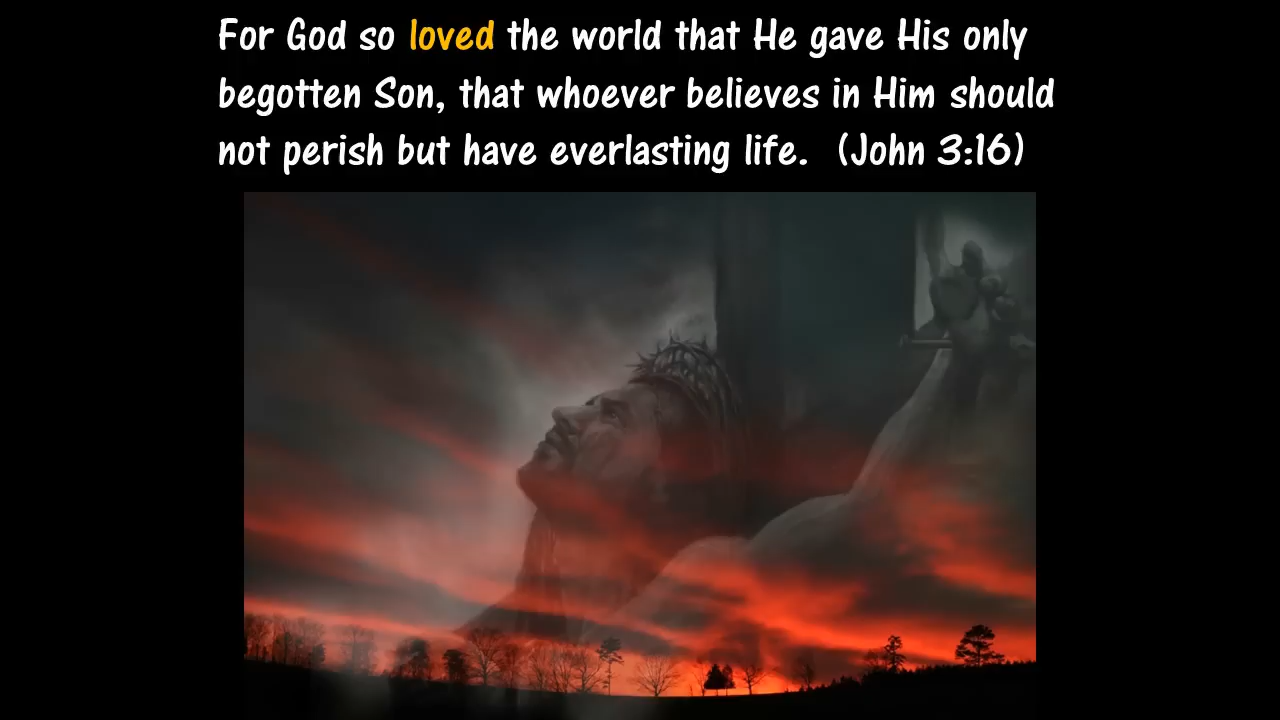 For God so loved the world that He gave His only
begotten Son, that whoever believes in Him should
not perish but have everlasting life.  (John 3:16)